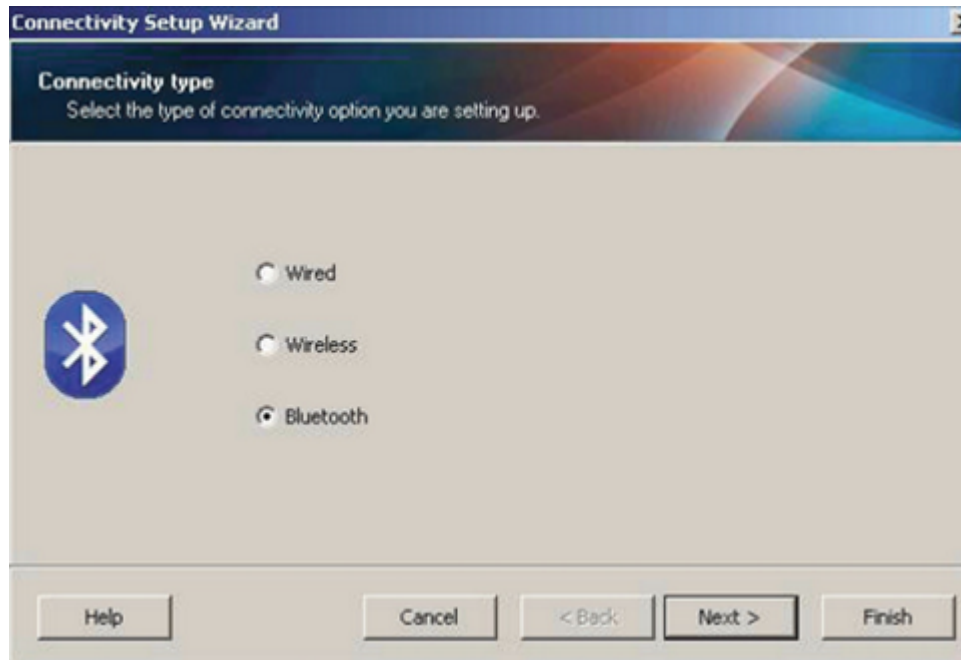 Connectivity Setup Wizard
Connectivity type
Select the type of connectivity option you are setting up.
Wired
Wireless
Bluetooth
Help
Cancel
< Back
Next >
Finish